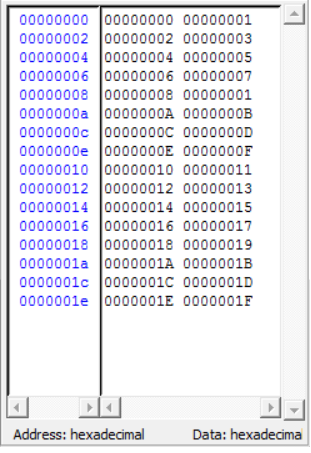 00000000 00000000 00000001
00000002 00000002 00000003
00000004 00000004 00000005
00000006 00000006 00000007
00000008 00000008 00000001
0000000a 0000000A 0000000B
0000000c 0000000C 0000000D
0000000e 0000000E 0000000F
00000010 00000010 00000011
00000012 00000012 00000013
00000014 00000014 00000015
00000016 00000016 00000017
00000018 00000018 00000019
0000001a 0000001A 0000001B
0000001c 0000001C 0000001D
0000001e 0000001E 0000001F
Address: hexadecimal Data: hexadecima